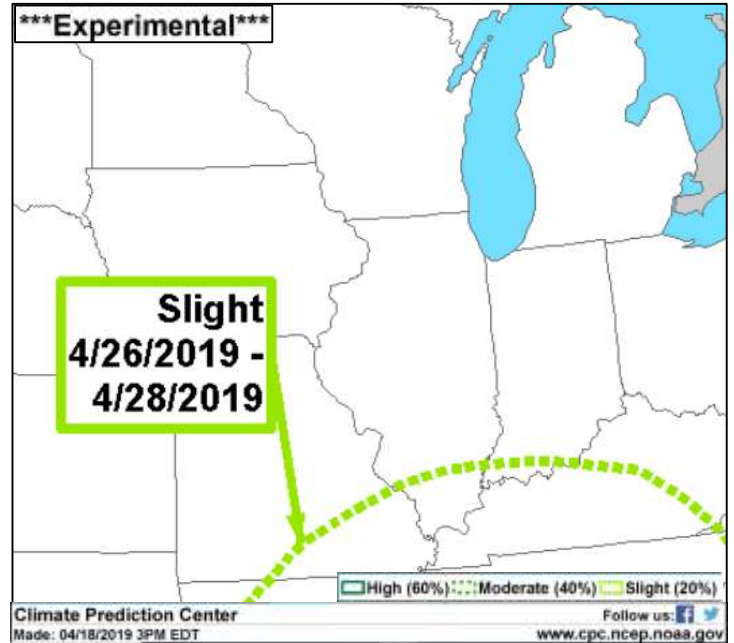 ***Experimental***
Slight
4/26/2019 -
4/28/2019
High (60%) Moderate (40%) Slight (20%)
Climate Prediction Center
Follow us:
Made: 04/18/2019 3PM EDT
www.cpc.ncep.noaa.gov